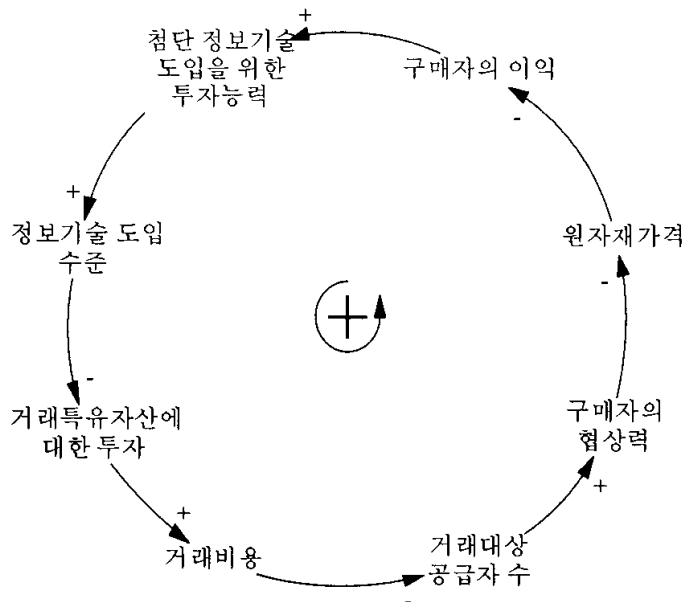 첨단 정보기술
도입을 위한
투자능력
+
구매자의 이익
-
원자재가격
-
구매자의
협상력
+
거래대상
공급자 수
-
거래비용
+
거래특유자산에
대한 투자
-
정보기술 도입
수준
+
+